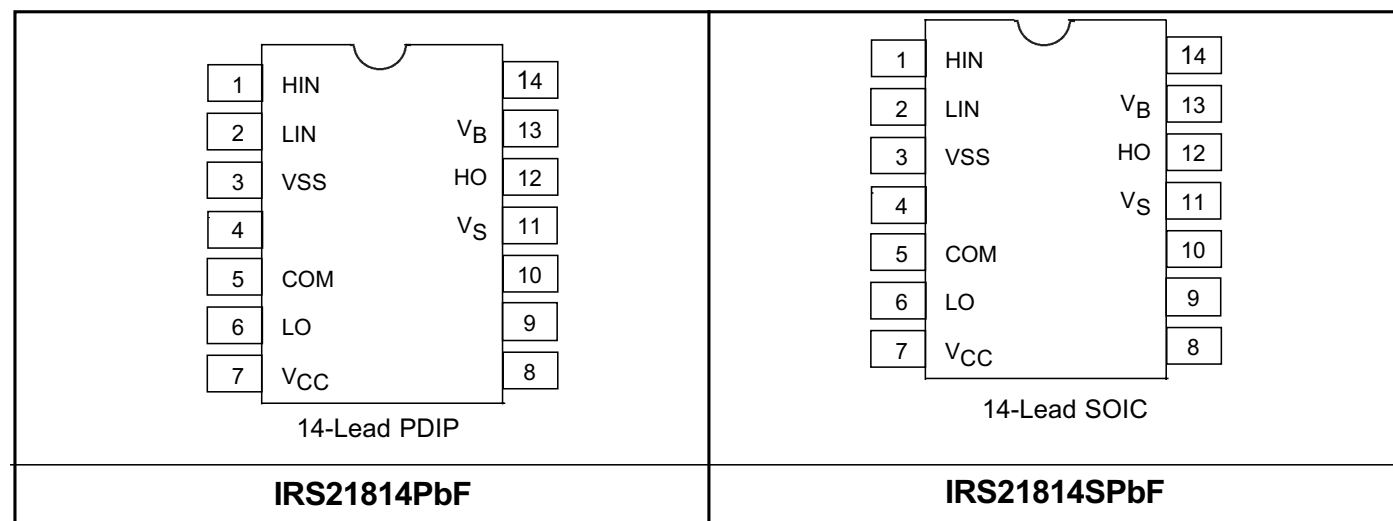 1 HIN 14
2 LIN VB 13
3 VSS HO 12
4 VS 11
5 COM 10
6 LO 9
7 VCC 8
14-Lead PDIP
IRS21814PbF
1 HIN 14
2 LIN VB 13
3 VSS HO 12
4 VS 11
5 COM 10
6 LO 9
7 VCC 8
14-Lead SOIC
IRS21814SPbF